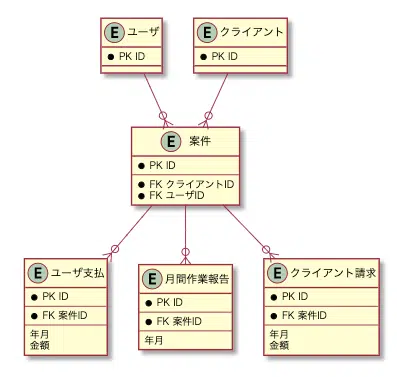 E ユーザ
● PK ID
E クライアント
● PK ID
E 案件
● PK ID
● FK クライアントID
● FK ユーザID
E ユーザ支払
● PK ID
● FK 案件ID
年月
金額
E 月間作業報告
● PK ID
● FK 案件ID
年月
E クライアント請求
● PK ID
● FK 案件ID
年月
金額